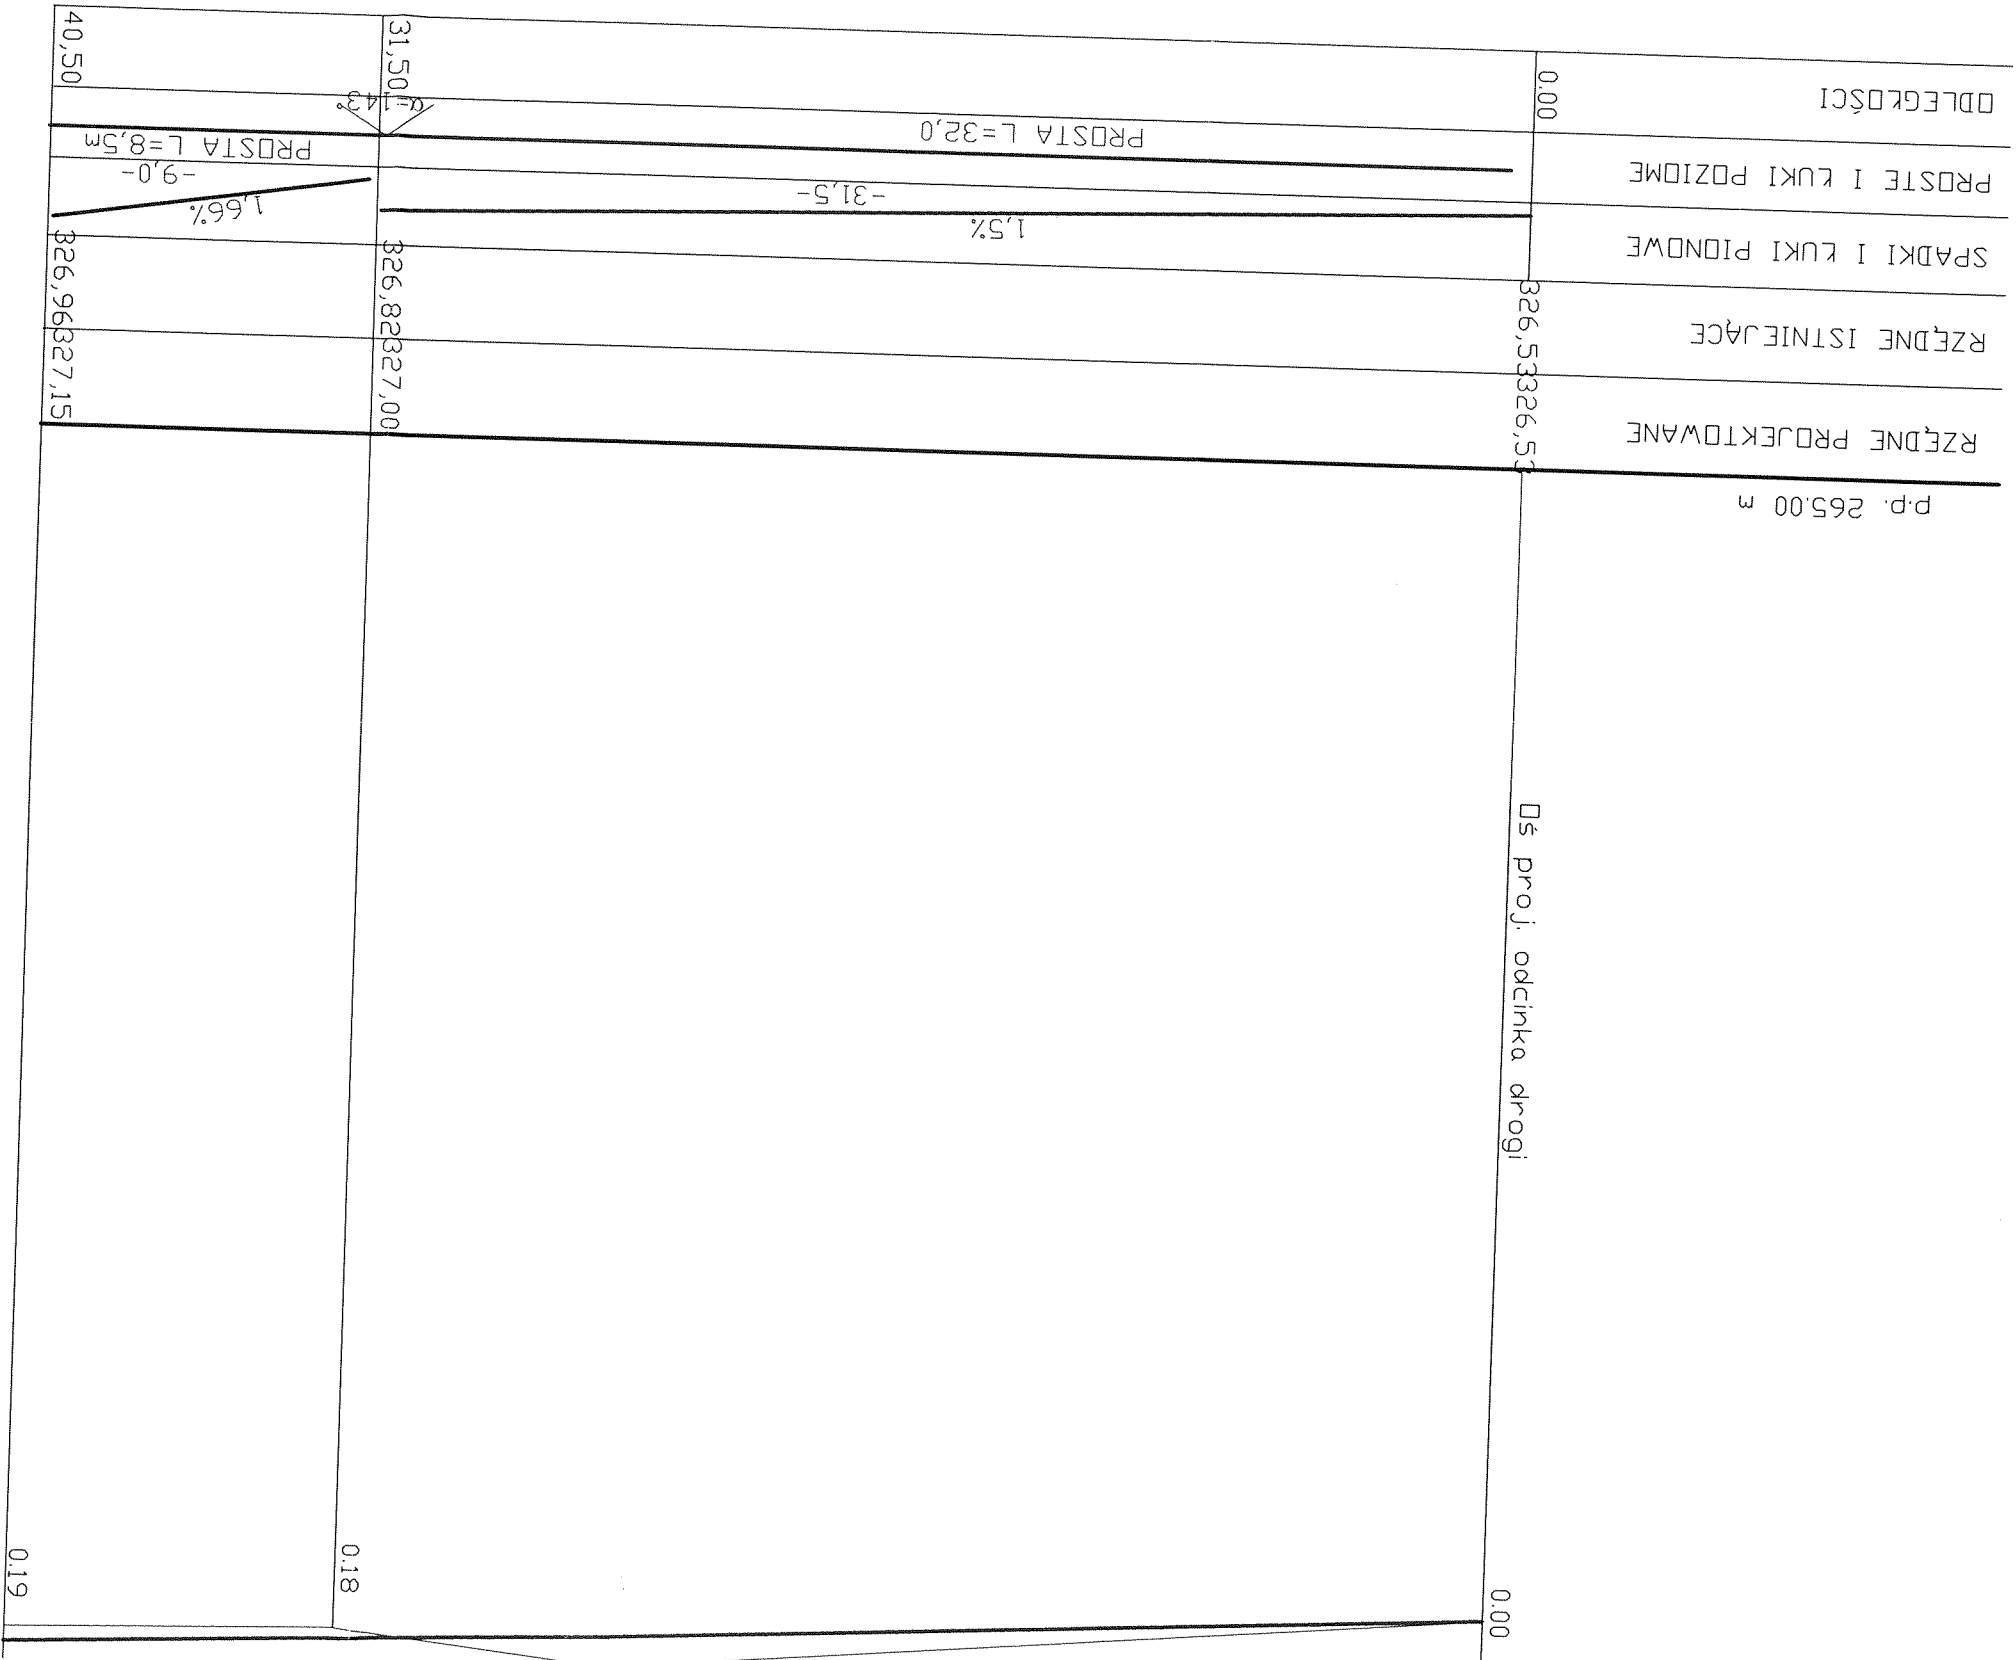 0.00
0.18
0.19
Oś proj. odcinka drogi
p.p. 265.00 m
RZĘDNE PROJEKTOWANE
326,53
327,00
327,15
RZĘDNE ISTNIEJĄCE
326,53
326,82
326,96
SPADKI I ŁUKI PIONOWE
1,5%
-31,5-
1,66%
-9,0-
PROSTE I ŁUKI POZIOME
PROSTA L=32,0
α=143°
PROSTA L=8,5m
ODLEGŁOŚCI
0.00
31,50
40,50